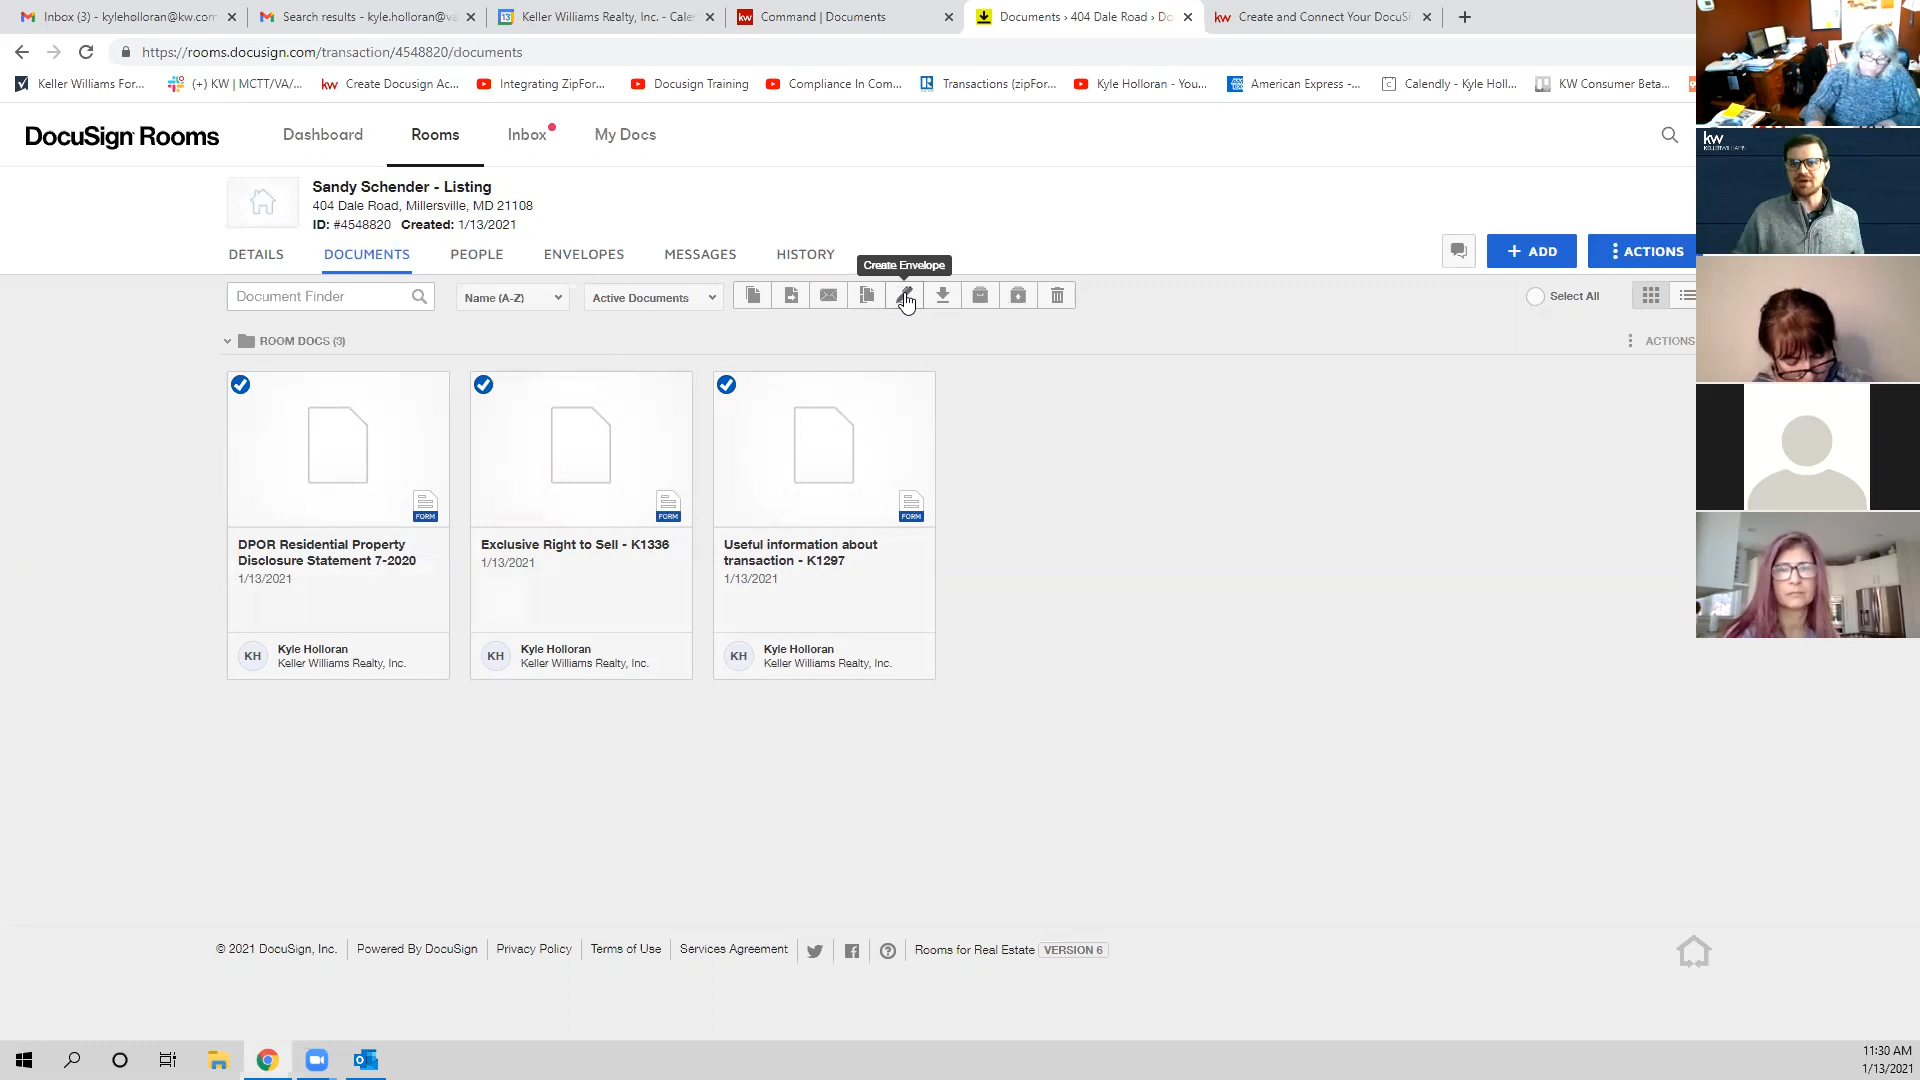 Inbox (3) - kyleholloran@kw.com
Search results - kyle.holloran@va
Keller Williams Realty, Inc. - Cale
Command | Documents
Documents › 404 Dale Road › Do
Create and Connect Your DocuSi
https://rooms.docusign.com/transaction/4548820/documents
Keller Williams For...
(+) KW | MCTT/VA/...
Create Docusign Ac...
Integrating ZipFor...
Docusign Training
Compliance In Com...
Transactions (zipFor...
Kyle Holloran - You...
American Express -...
Calendly - Kyle Holl...
KW Consumer Beta...
DocuSign Rooms
Dashboard
Rooms
Inbox
My Docs
Sandy Schender - Listing
404 Dale Road, Millersville, MD 21108
ID: #4548820 Created: 1/13/2021
DETAILS
DOCUMENTS
PEOPLE
ENVELOPES
MESSAGES
HISTORY
+ ADD
ACTIONS
Create Envelope
Document Finder
Name (A-Z)
Active Documents
Select All
ROOM DOCS (3)
ACTIONS
FORM
DPOR Residential Property
Disclosure Statement 7-2020
1/13/2021
KH
Kyle Holloran
Keller Williams Realty, Inc.
FORM
Exclusive Right to Sell - K1336
1/13/2021
KH
Kyle Holloran
Keller Williams Realty, Inc.
FORM
Useful information about
transaction - K1297
1/13/2021
KH
Kyle Holloran
Keller Williams Realty, Inc.
© 2021 DocuSign, Inc.
Powered By DocuSign
Privacy Policy
Terms of Use
Services Agreement
Rooms for Real Estate VERSION 6
kw
KELLERWILLIAMS
11:30 AM
1/13/2021